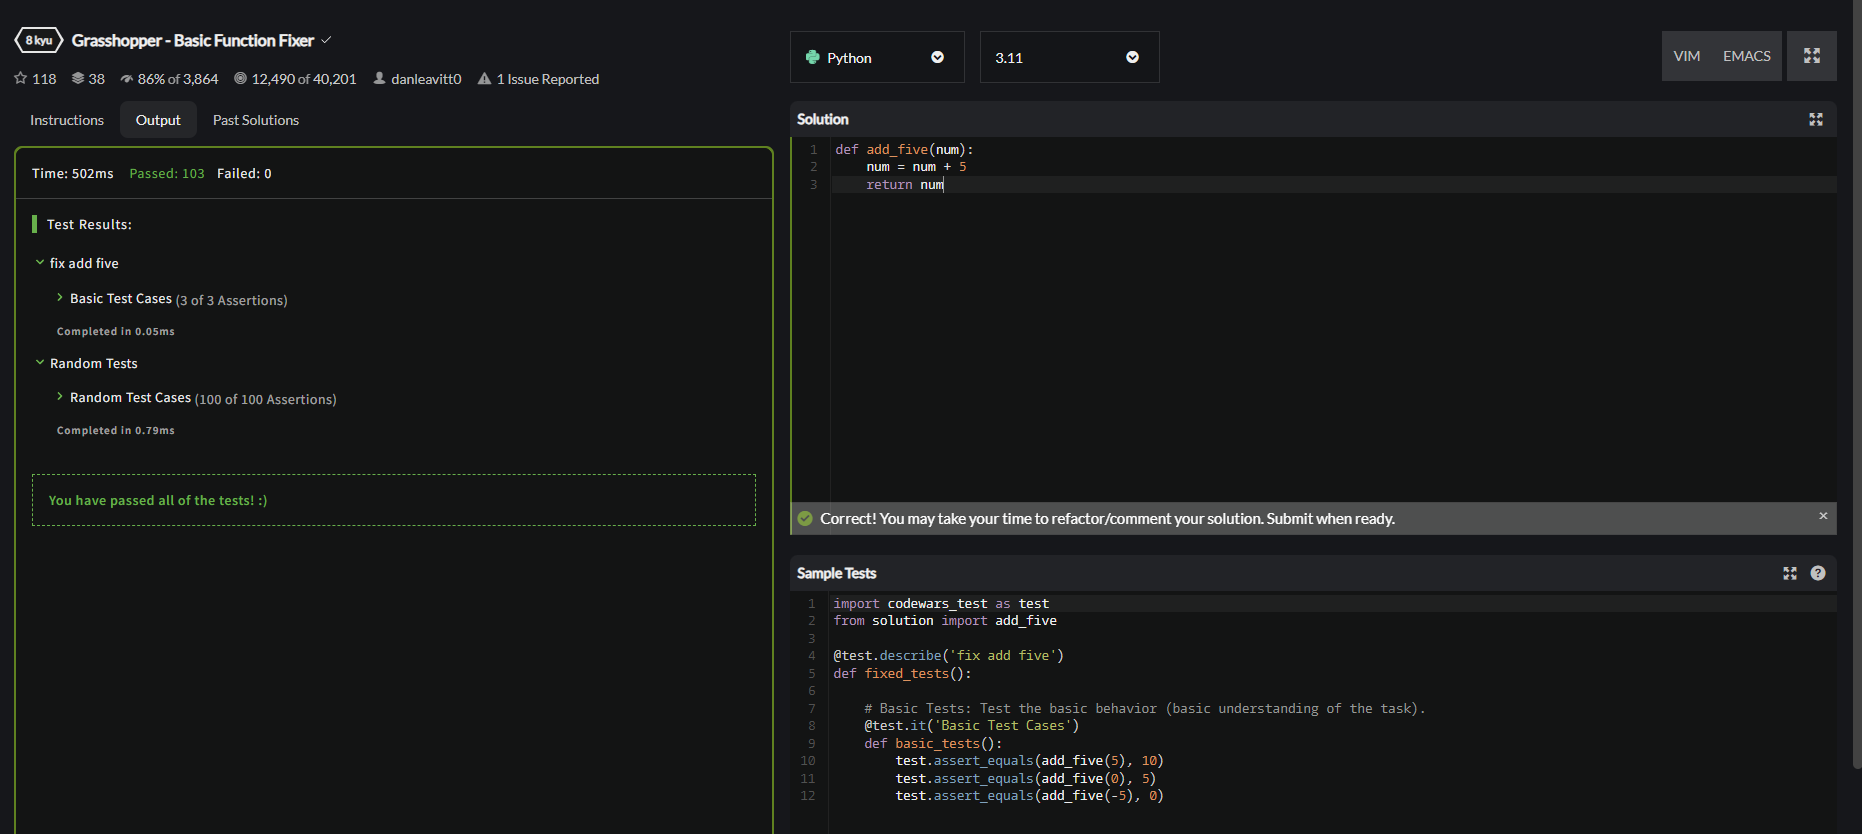 8 kyu Grasshopper - Basic Function Fixer
118 38 86% of 3,864 12,490 of 40,201 danleavitt0 1 Issue Reported
Instructions Output Past Solutions
Time: 502ms Passed: 103 Failed: 0
Test Results:
fix add five
Basic Test Cases (3 of 3 Assertions)
Completed in 0.05ms
Random Tests
Random Test Cases (100 of 100 Assertions)
Completed in 0.79ms
You have passed all of the tests! :)
Python 3.11 VIM EMACS
Solution
1 def add_five(num):
2     num = num + 5
3     return num
Correct! You may take your time to refactor/comment your solution. Submit when ready. ×
Sample Tests ?
1 import codewars_test as test
2 from solution import add_five
3
4 @test.describe('fix add five')
5 def fixed_tests():
6
7     # Basic Tests: Test the basic behavior (basic understanding of the task).
8     @test.it('Basic Test Cases')
9     def basic_tests():
10         test.assert_equals(add_five(5), 10)
11         test.assert_equals(add_five(0), 5)
12         test.assert_equals(add_five(-5), 0)